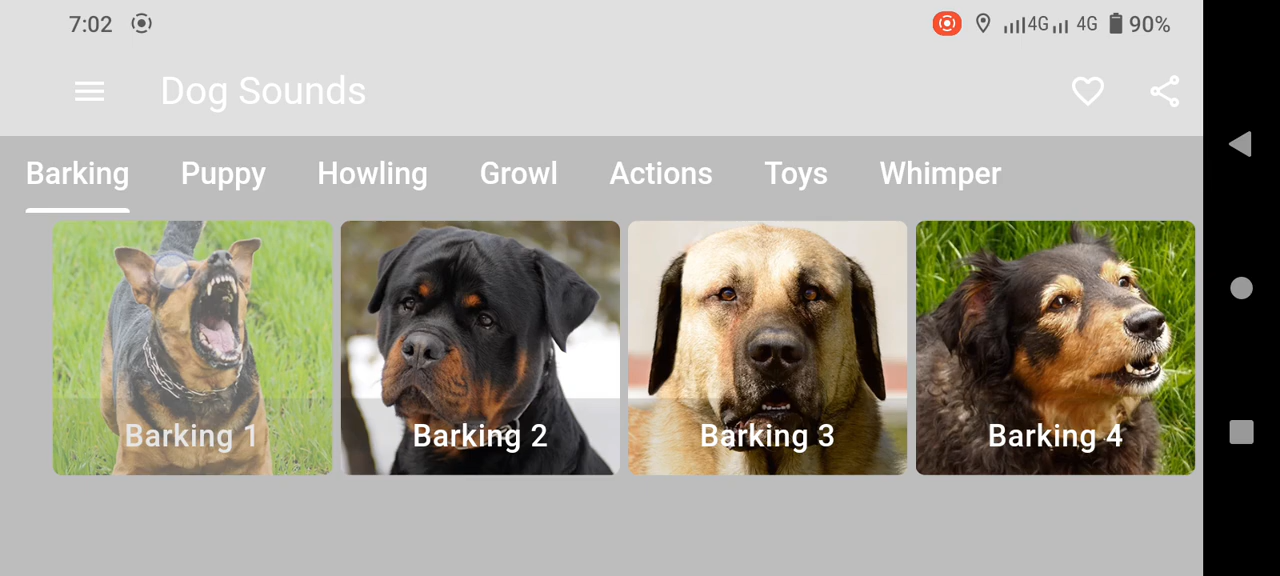 7:02 4G 4G 90%
Dog Sounds
Barking Puppy Howling Growl Actions Toys Whimper
Barking 1 Barking 2 Barking 3 Barking 4